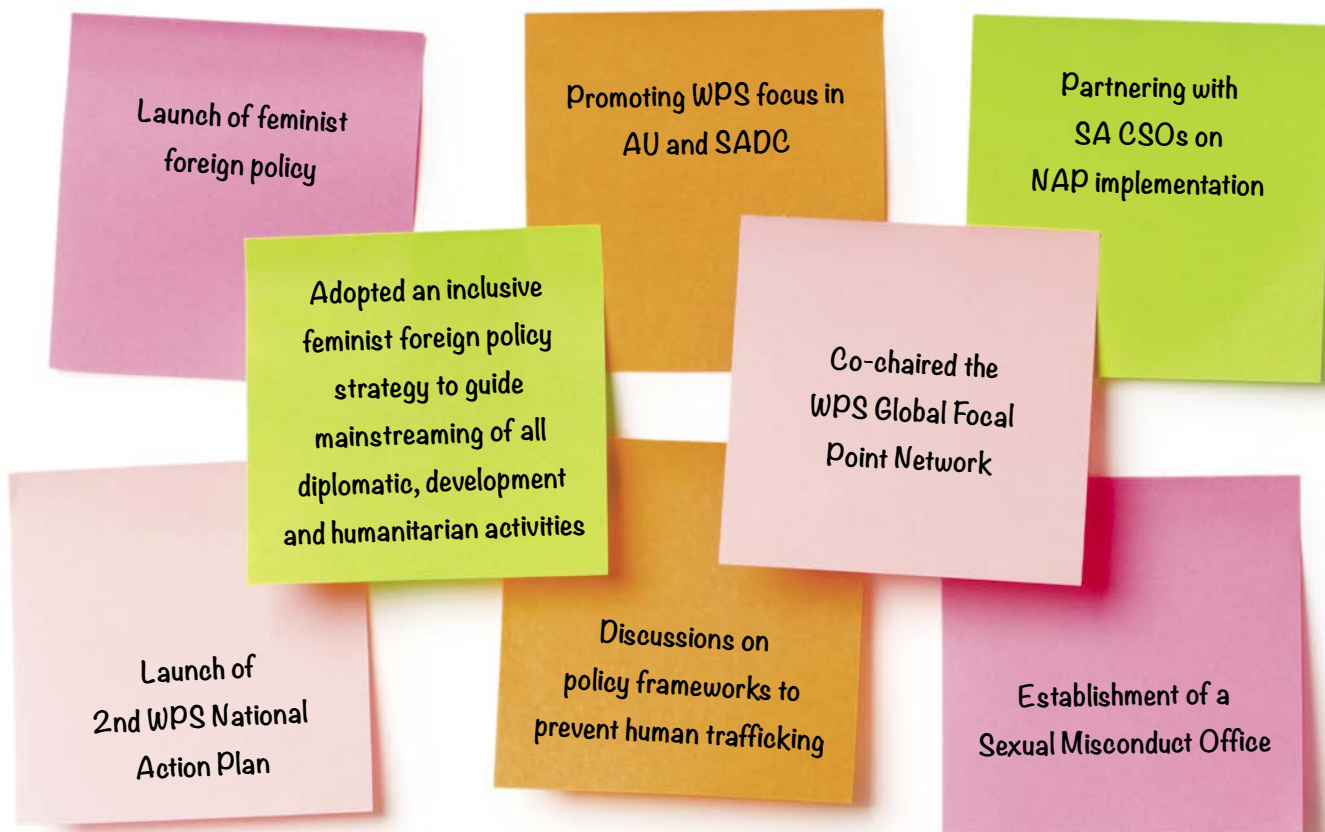 Launch of feminist
foreign policy
Promoting WPS focus in
AU and SADC
Partnering with
SA CSOs on
NAP implementation
Adopted an inclusive
feminist foreign policy
strategy to guide
mainstreaming of all
diplomatic, development
and humanitarian activities
Co-chaired the
WPS Global Focal
Point Network
Launch of
2nd WPS National
Action Plan
Discussions on
policy frameworks to
prevent human trafficking
Establishment of a
Sexual Misconduct Office